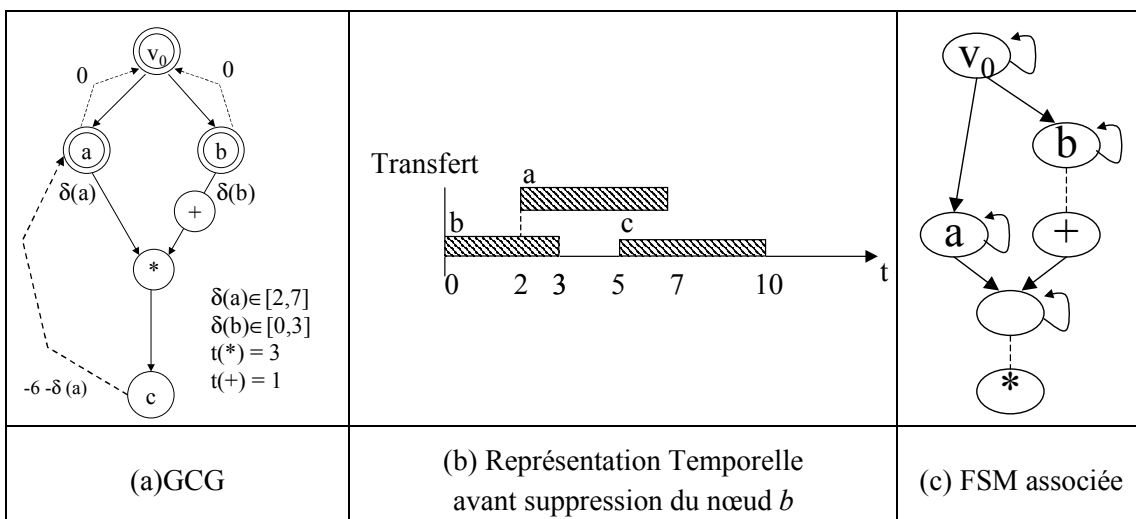 v0
0
0
a
b
δ(a)
δ(b)
+
*
δ(a)∈[2,7]
δ(b)∈[0,3]
t(*) = 3
t(+) = 1
-6 -δ (a)
c
(a)GCG
Transfert
a
b
c
0 2 3 5 7 10 t
(b) Représentation Temporelle
avant suppression du nœud b
v0
b
a
+
*
(c) FSM associée